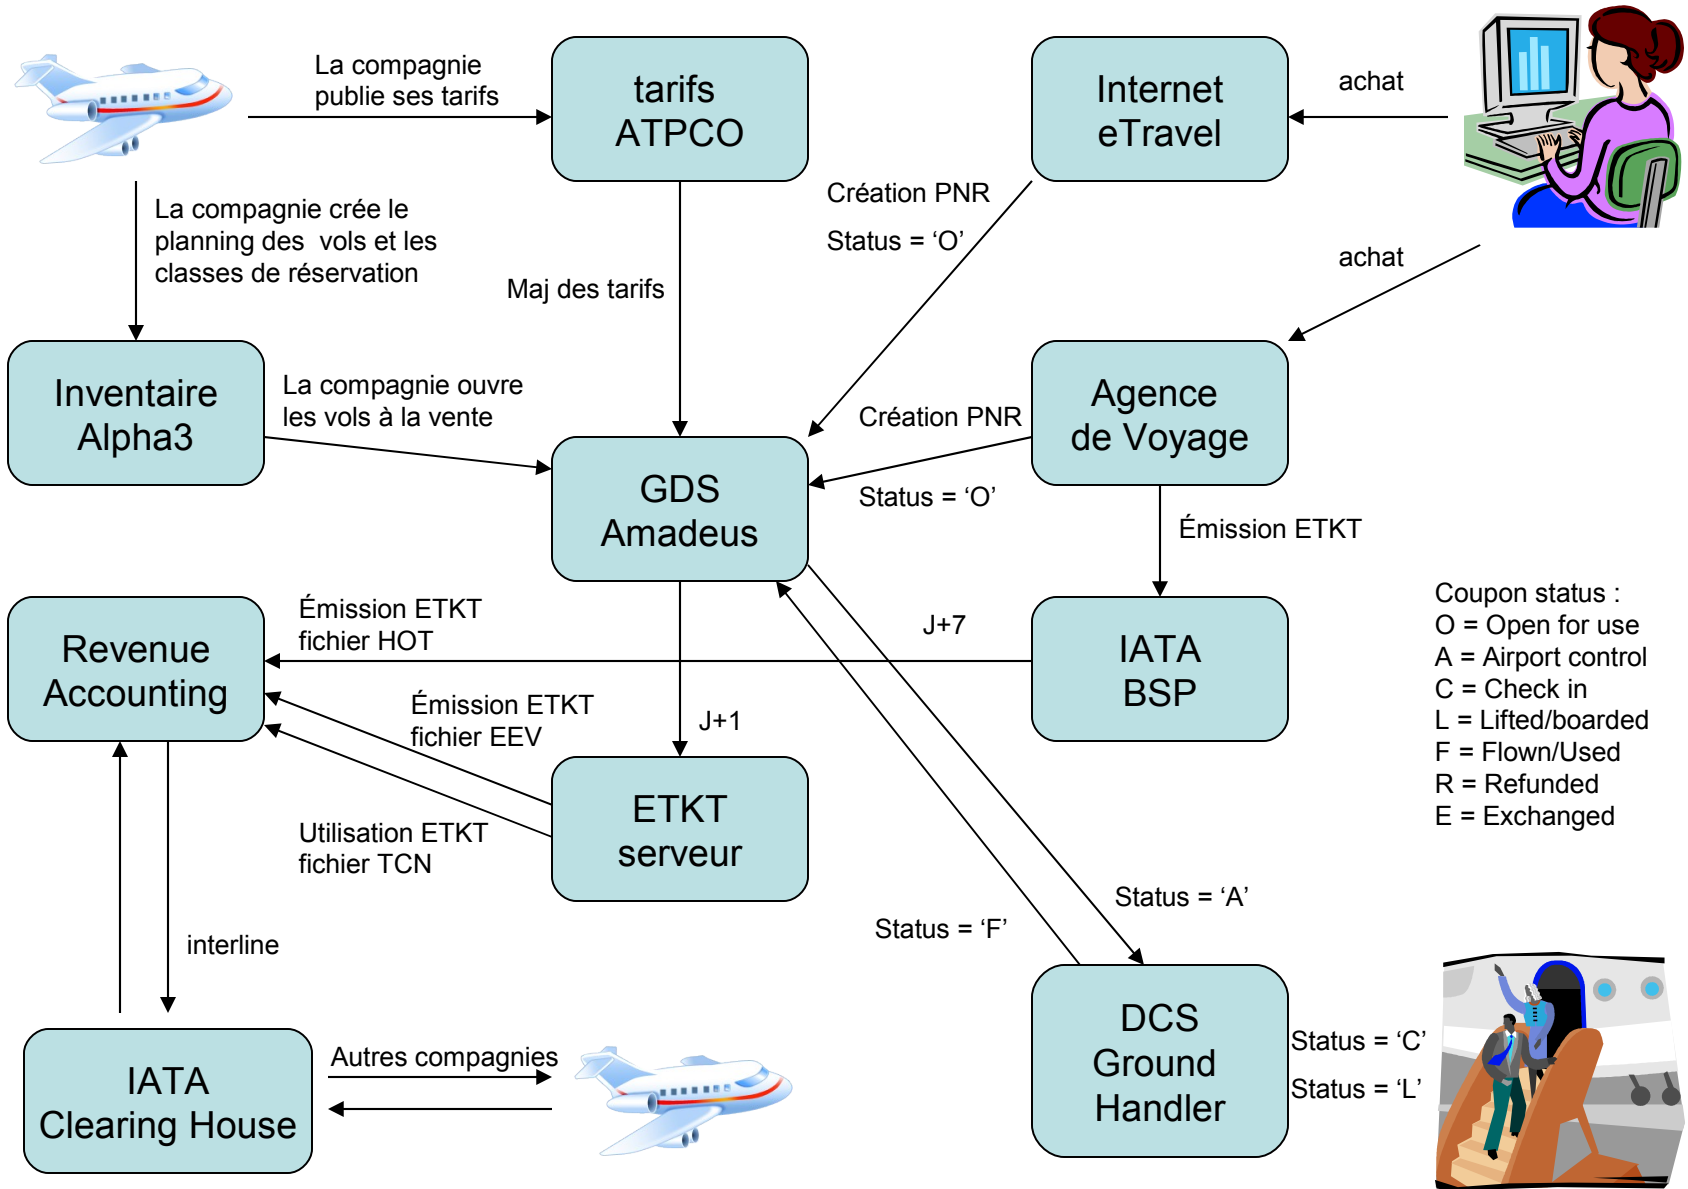 La compagnie
publie ses tarifs
tarifs
ATPCO
Internet
eTravel
achat
La compagnie crée le
planning des  vols et les
classes de réservation
Création PNR
Status = ‘O’
achat
Maj des tarifs
Inventaire
Alpha3
La compagnie ouvre
les vols à la vente
Agence
de Voyage
Création PNR
Status = ‘O’
GDS
Amadeus
Émission ETKT
Revenue
Accounting
Émission ETKT
fichier HOT
J+7
IATA
BSP
Coupon status :
O = Open for use
A = Airport control
C = Check in
L = Lifted/boarded
F = Flown/Used
R = Refunded
E = Exchanged
Émission ETKT
fichier EEV
J+1
ETKT
serveur
Utilisation ETKT
fichier TCN
Status = ‘A’
Status = ‘F’
interline
DCS
Ground
Handler
Status = ‘C’
Status = ‘L’
IATA
Clearing House
Autres compagnies